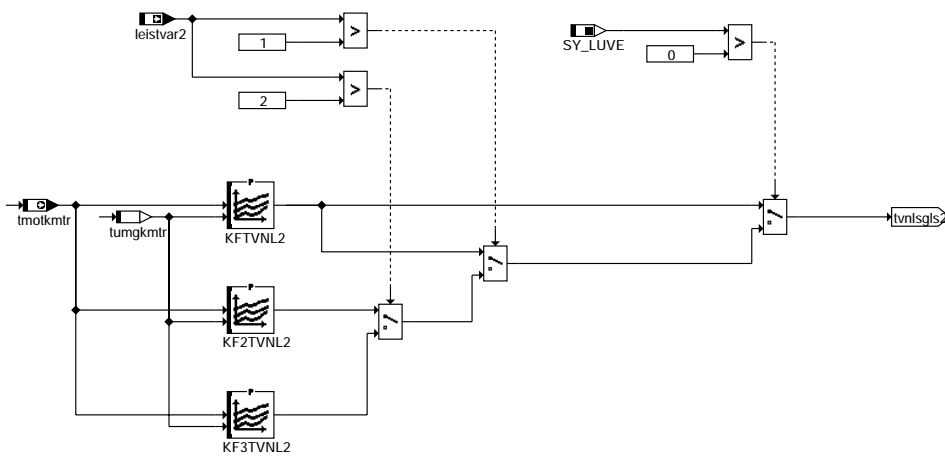 leistvar2
1
>
SY_LUVE
0
>
2
>
P
tmotkmtr
tumgkmtr
KFTVNL2
tvnlsgls2
P
KF2TVNL2
P
KF3TVNL2